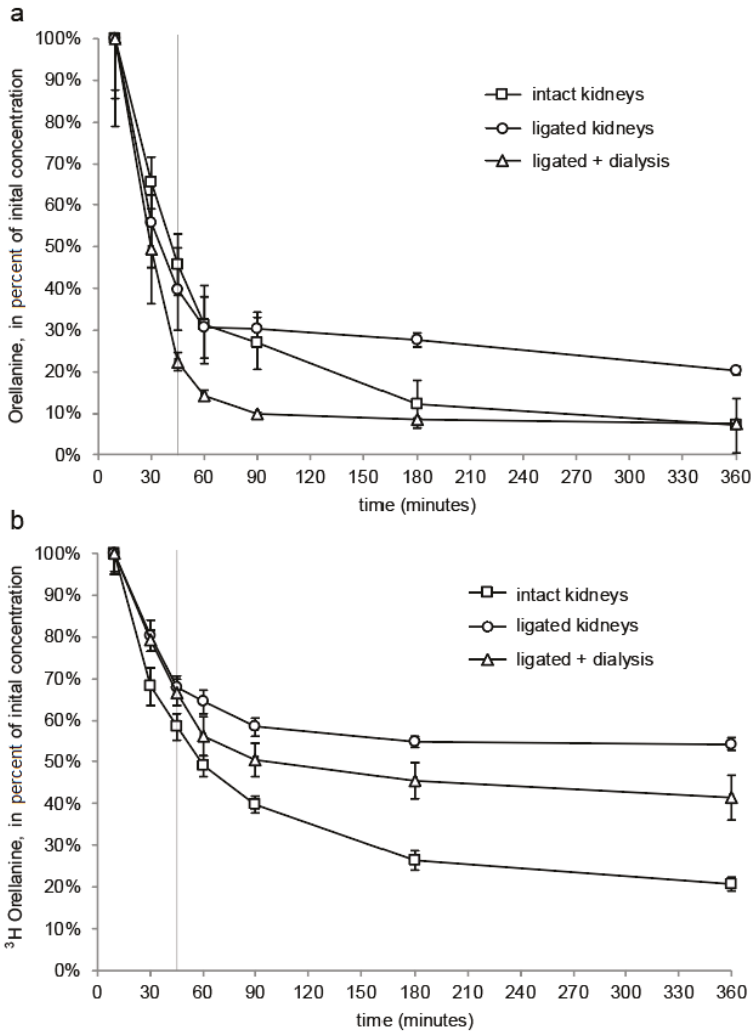 a
Orellanine, in percent of inital concentration
100%
90%
80%
70%
60%
50%
40%
30%
20%
10%
0%
intact kidneys
ligated kidneys
ligated + dialysis
0 30 60 90 120 150 180 210 240 270 300 330 360
time (minutes)
b
³H Orellanine, in percent of inital concentration
100%
90%
80%
70%
60%
50%
40%
30%
20%
10%
0%
intact kidneys
ligated kidneys
ligated + dialysis
0 30 60 90 120 150 180 210 240 270 300 330 360
time (minutes)